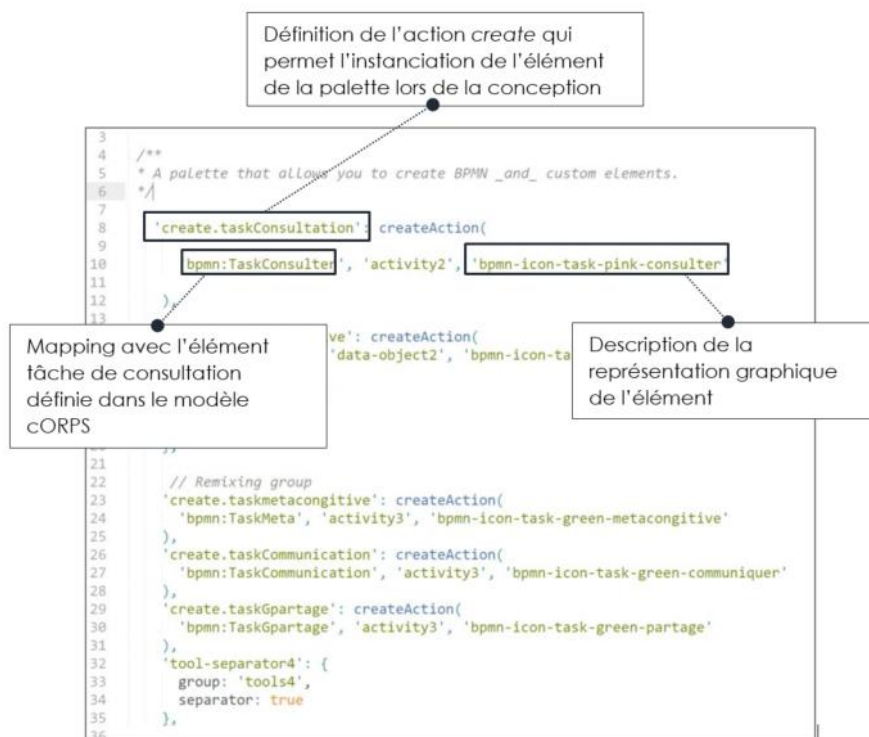 Définition de l’action create qui
permet l’instanciation de l’élément
de la palette lors de la conception
3
4 /**
5 * A palette that allows you to create BPMN _and_ custom elements.
6 */
7
8 'create.taskConsultation': createAction(
9
10 bpmn:TaskConsulter', 'activity2', 'bpmn-icon-task-pink-consulter'
11
12 ),
13
ve': createAction(
'data-object2', 'bpmn-icon-ta
Mapping avec l’élément
tâche de consultation
définie dans le modèle
cORPS
Description de la
représentation graphique
de l’élément
21
22 // Remixing group
23 'create.taskmetacongitive': createAction(
24 'bpmn:TaskMeta', 'activity3', 'bpmn-icon-task-green-metacongitive'
25 ),
26 'create.taskCommunication': createAction(
27 'bpmn:TaskCommunication', 'activity3', 'bpmn-icon-task-green-communiquer'
28 ),
29 'create.taskGpartage': createAction(
30 'bpmn:TaskGpartage', 'activity3', 'bpmn-icon-task-green-partage'
31 ),
32 'tool-separator4': {
33 group: 'tools4',
34 separator: true
35 },
36